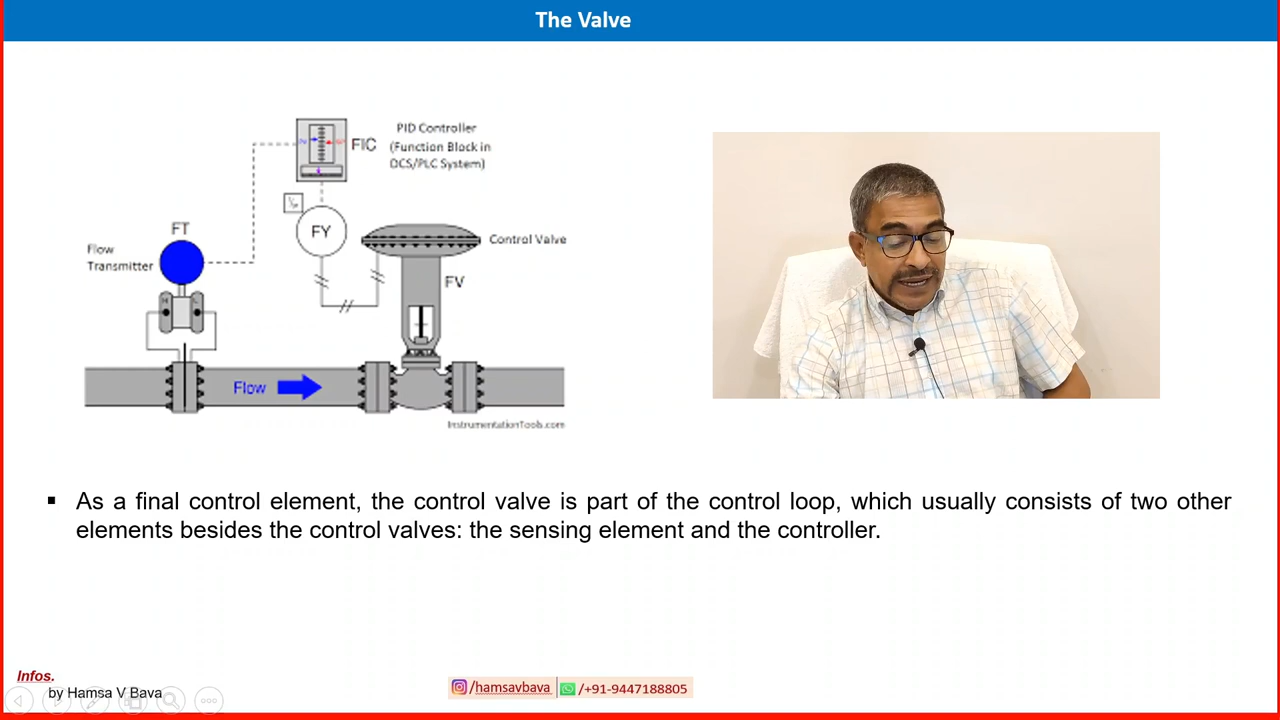 The Valve
PID Controller
(Function Block in
DCS/PLC System)
FIC
FY
FT
Flow
Transmitter
Control Valve
FV
H
L
Flow
InstrumentationTools.com
▪ As a final control element, the control valve is part of the control loop, which usually consists of two other
elements besides the control valves: the sensing element and the controller.
Infos.
by Hamsa V Bava
/hamsavbava
/+91-9447188805